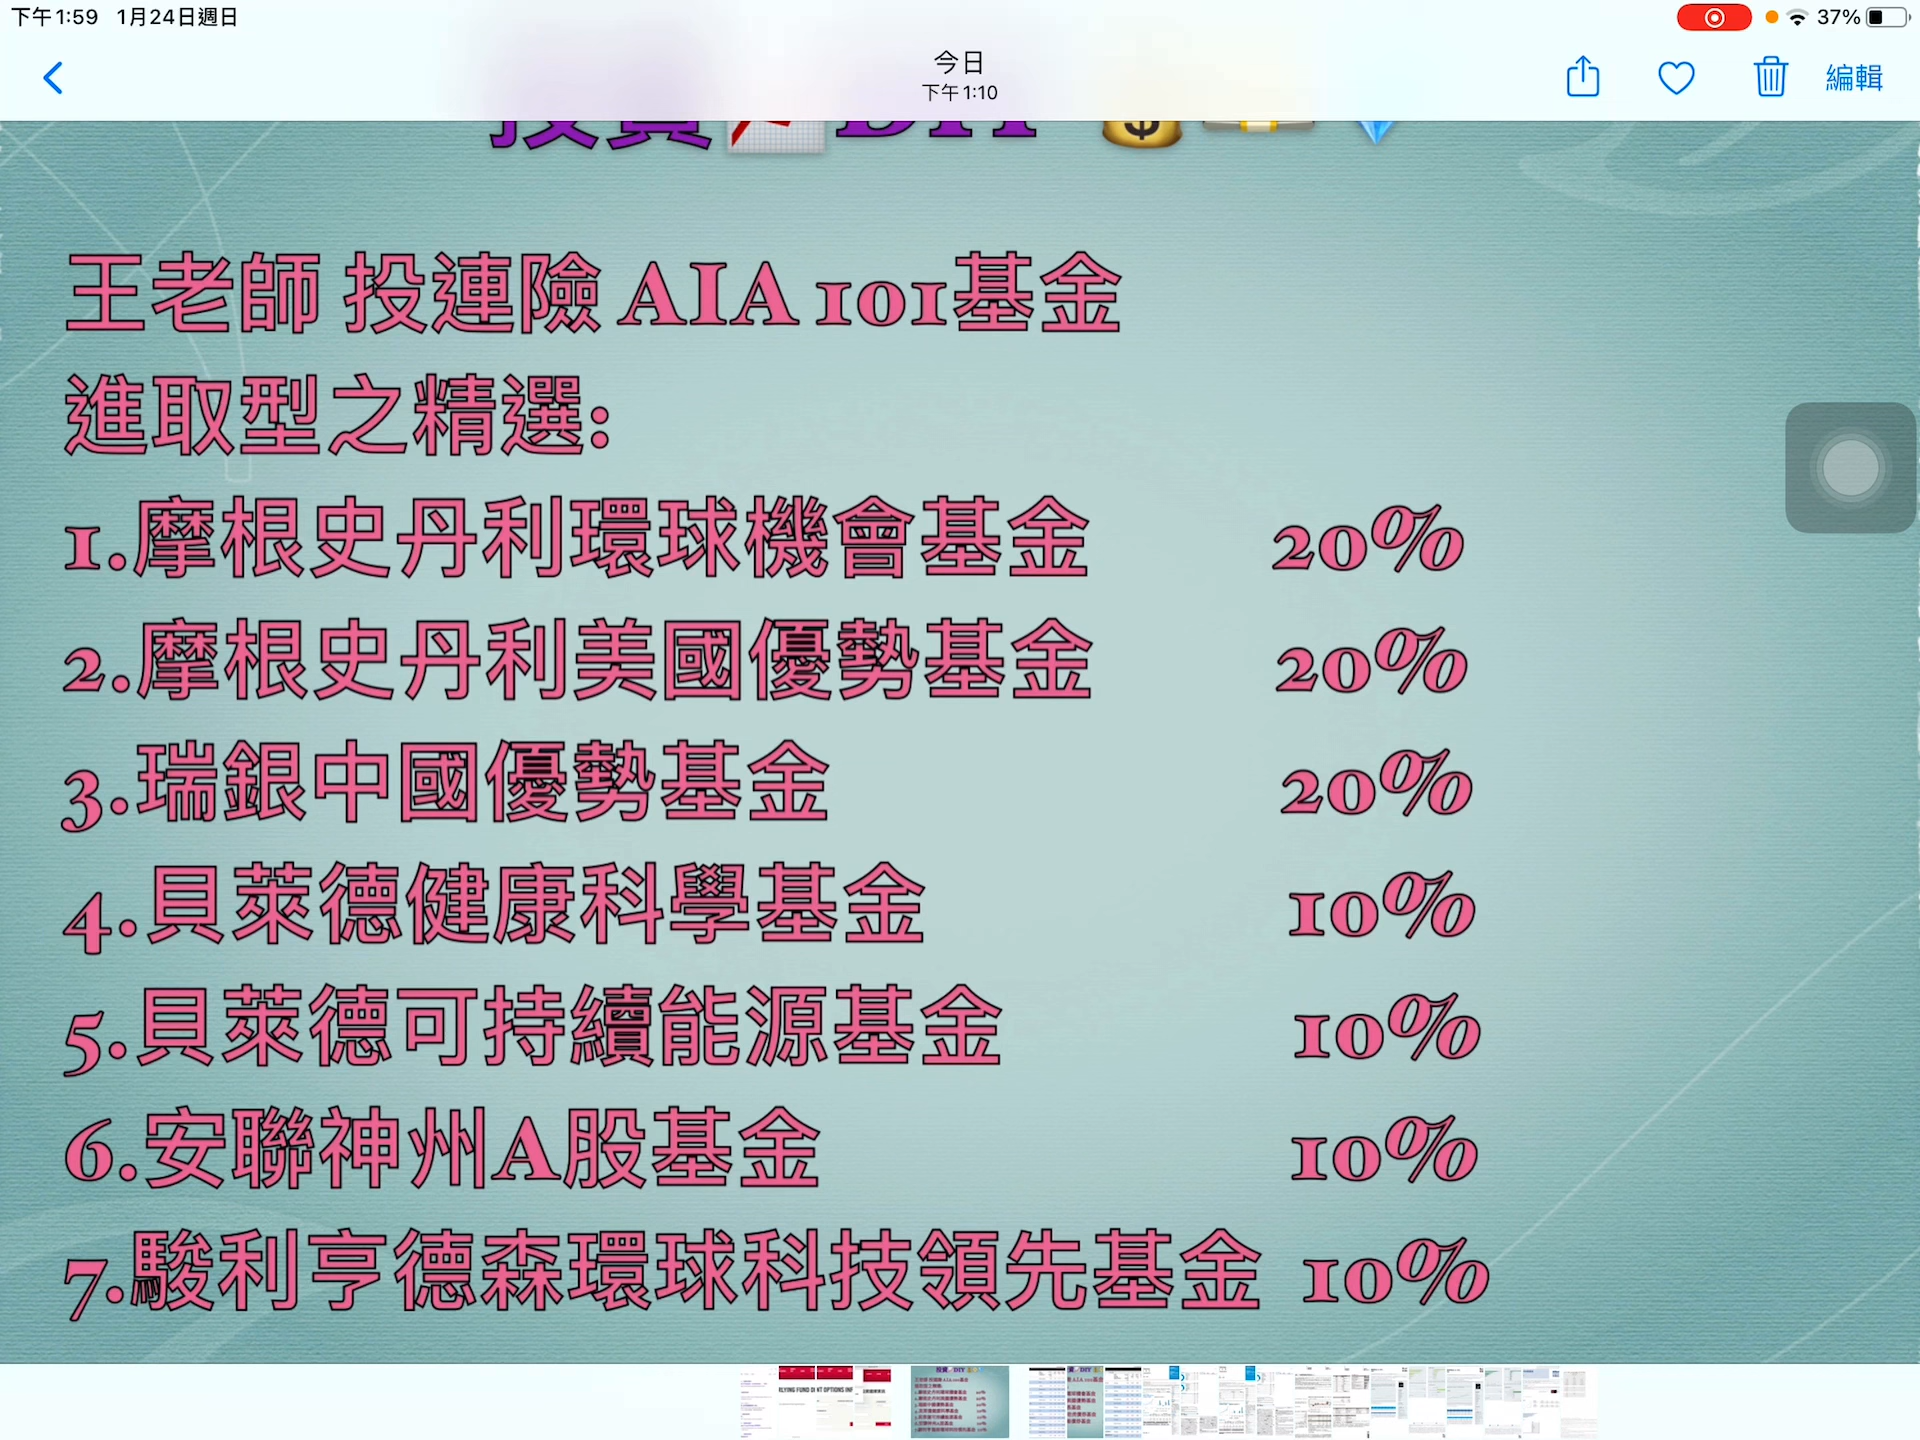 下午1:59 1月24日週日
37%
今日
下午1:10
編輯
投資 DIY
王老師 投連險 AIA 101基金
進取型之精選:
1.摩根史丹利環球機會基金 20%
2.摩根史丹利美國優勢基金 20%
3.瑞銀中國優勢基金 20%
4.貝萊德健康科學基金 10%
5.貝萊德可持續能源基金 10%
6.安聯神州A股基金 10%
7.駿利亨德森環球科技領先基金 10%